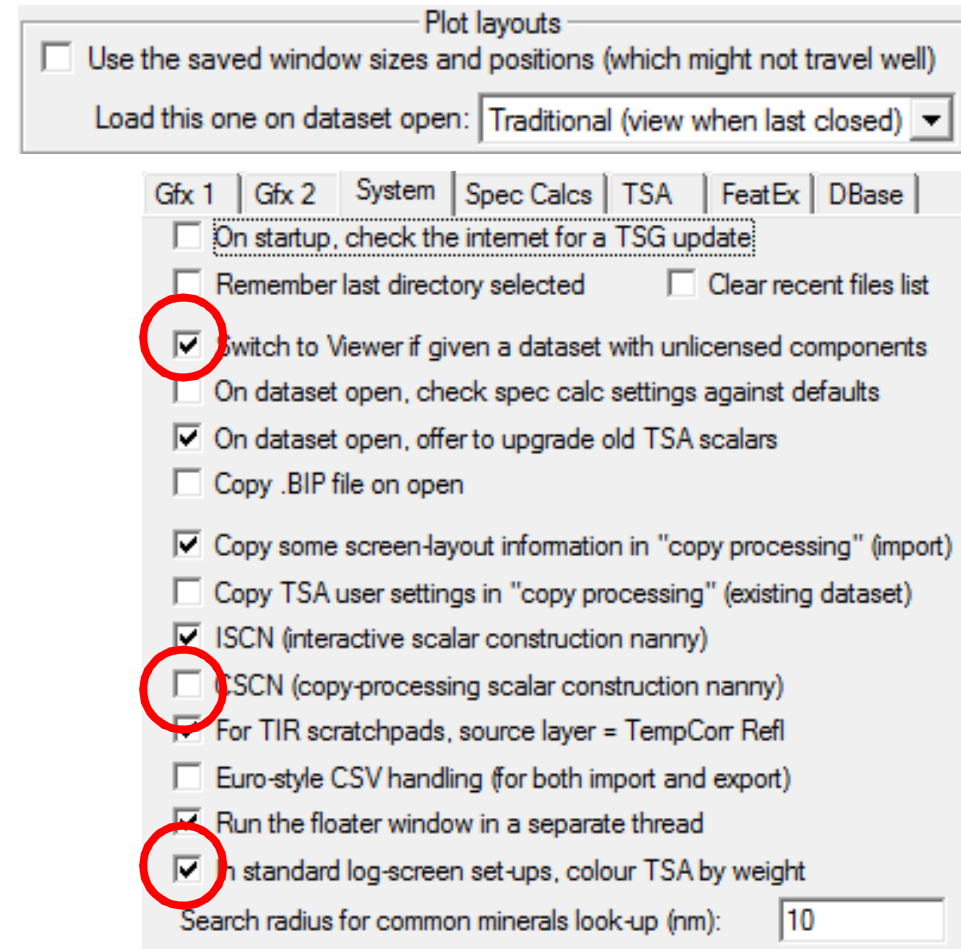 Plot layouts
Use the saved window sizes and positions (which might not travel well)
Load this one on dataset open: Traditional (view when last closed)
Gfx 1 Gfx 2 System Spec Calcs TSA FeatEx DBase
On startup, check the internet for a TSG update
Remember last directory selected Clear recent files list
Switch to Viewer if given a dataset with unlicensed components
On dataset open, check spec calc settings against defaults
On dataset open, offer to upgrade old TSA scalars
Copy .BIP file on open
Copy some screen-layout information in "copy processing" (import)
Copy TSA user settings in "copy processing" (existing dataset)
ISCN (interactive scalar construction nanny)
CSCN (copy-processing scalar construction nanny)
For TIR scratchpads, source layer = TempCorr Refl
Euro-style CSV handling (for both import and export)
Run the floater window in a separate thread
In standard log-screen set-ups, colour TSA by weight
Search radius for common minerals look-up (nm): 10